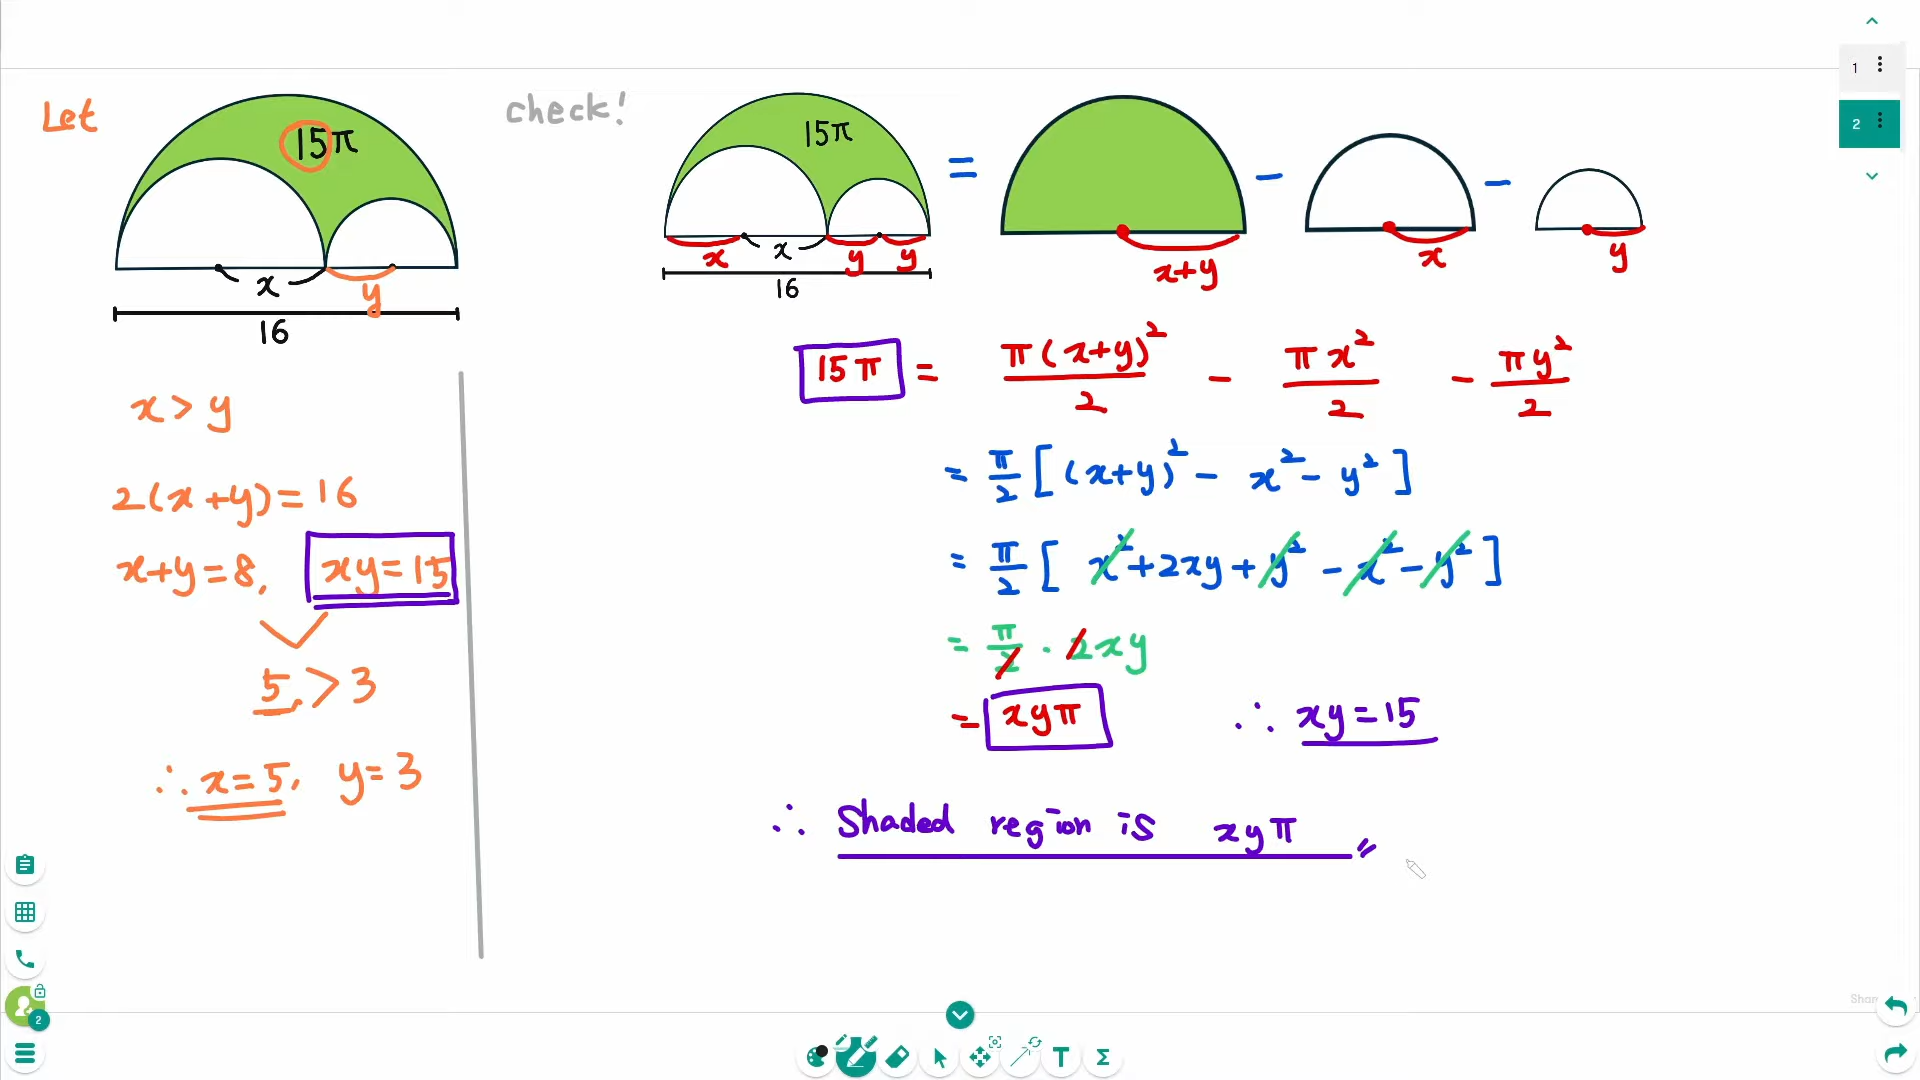 Let
15π
x
y
16
x > y
2(x+y) = 16
x+y = 8, xy = 15
5, > 3
∴ x = 5, y = 3
check!
15π
x x y y
16
= - -
x+y
x
y
15π = π(x+y)²/2 - πx²/2 - πy²/2
= π/2 [(x+y)² - x² - y²]
= π/2 [x² + 2xy + y² - x² - y²]
= π/2 · 2xy
= xyπ ∴ xy = 15
∴ Shaded region is xyπ
1
2
2
T
Σ